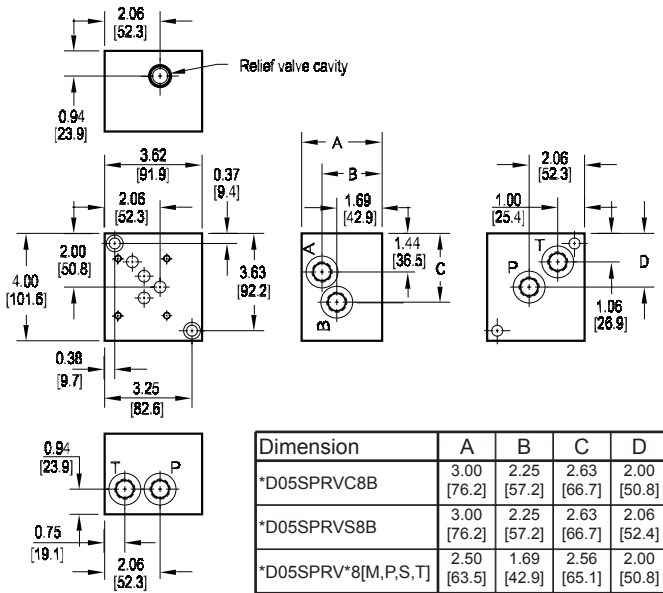 2.06
[52.3]
Relief valve cavity
0.94
[23.9]
3.62
[91.9]
2.06
[52.3]
0.37
[9.4]
2.00
[50.8]
4.00
[101.6]
3.63
[92.2]
0.38
[9.7]
3.25
[82.6]
A
B
1.69
[42.9]
1.44
[36.5]
C
A
B
2.06
[52.3]
1.00
[25.4]
T
P
D
1.06
[26.9]
0.94
[23.9]
T P
0.75
[19.1]
2.06
[52.3]
Dimension A B C D
*D05SPRVC8B 3.00 2.25 2.63 2.00
[76.2] [57.2] [66.7] [50.8]
*D05SPRVS8B 3.00 2.25 2.63 2.06
[76.2] [57.2] [66.7] [52.4]
*D05SPRV*8[M,P,S,T] 2.50 1.69 2.56 2.00
[63.5] [42.9] [65.1] [50.8]